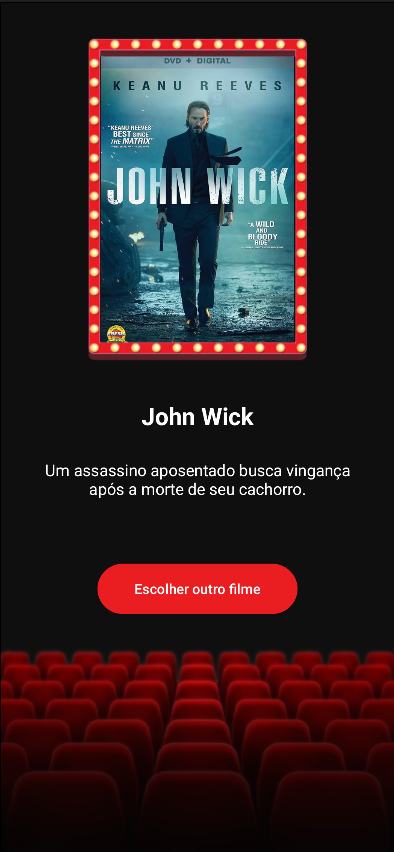 DVD + DIGITAL
KEANU REEVES
"KEANU REEVES'
BEST SINCE
THE MATRIX"
JOHN WICK
"A WILD
AND
BLOODY
RIDE"
John Wick
Um assassino aposentado busca vingança
após a morte de seu cachorro.
Escolher outro filme